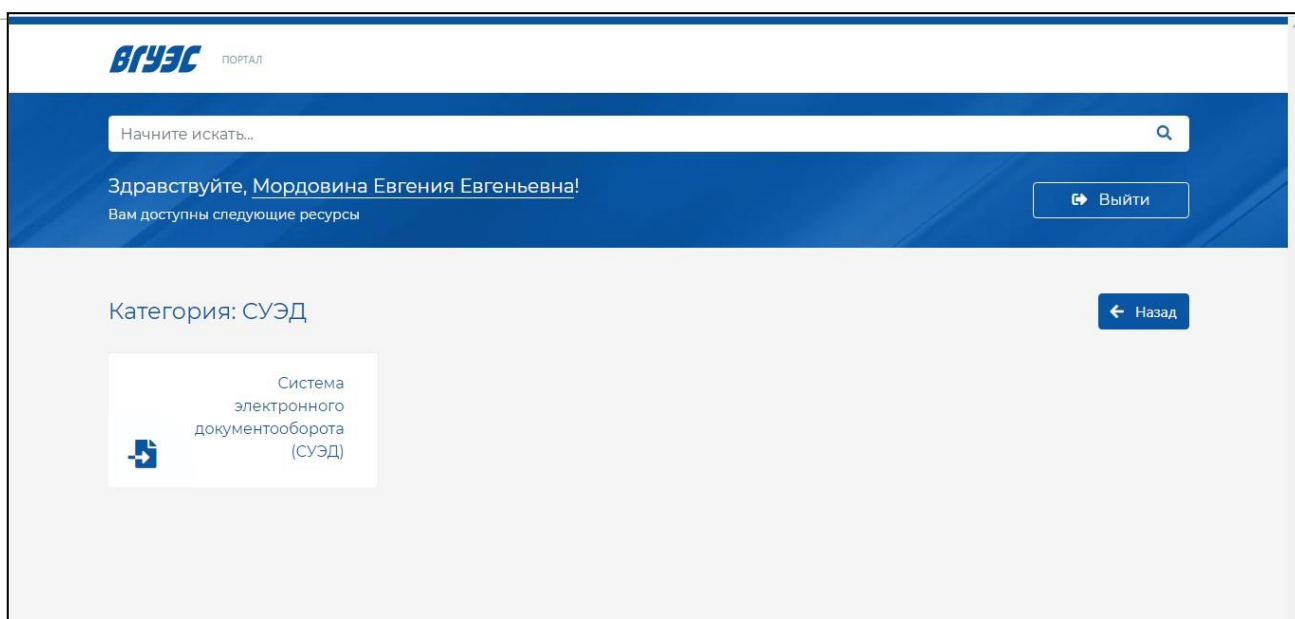 ВГУЭС ПОРТАЛ
Начните искать...
Здравствуйте, Мордовина Евгения Евгеньевна!
Вам доступны следующие ресурсы
Выйти
Категория: СУЭД
Назад
Система
электронного
документооборота
(СУЭД)